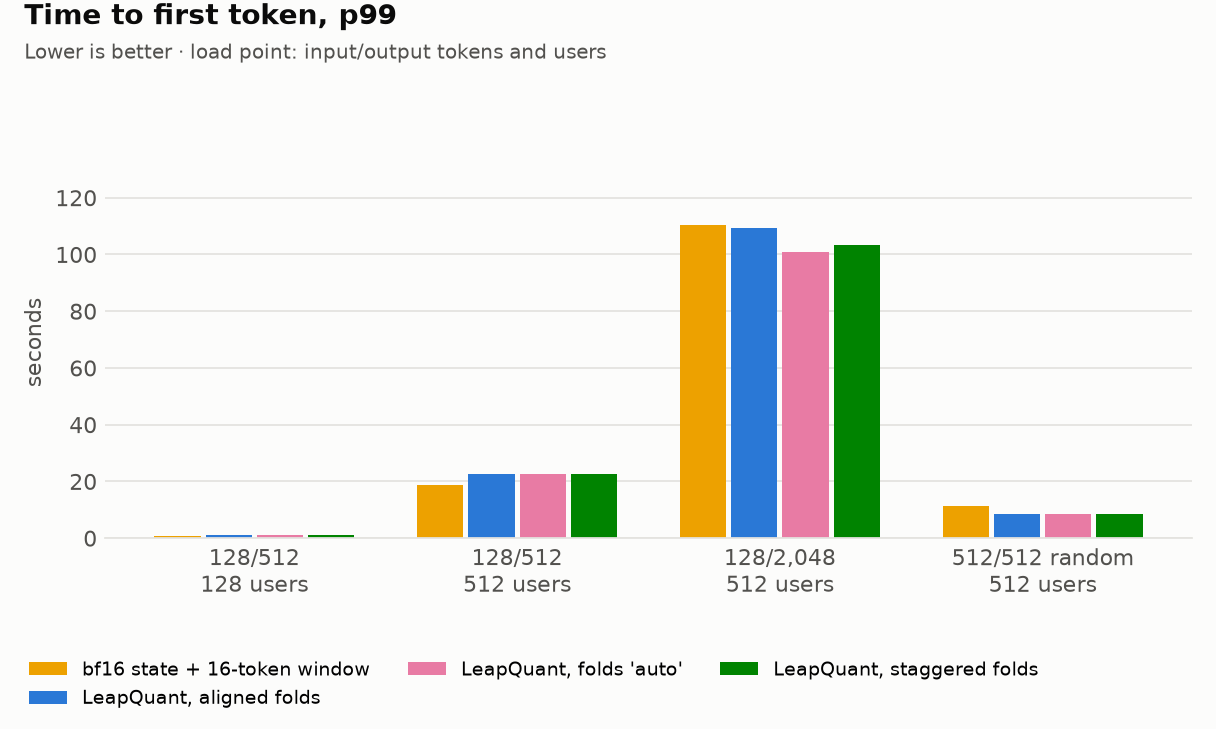 Time to first token, p99
Lower is better · load point: input/output tokens and users
120
100
80
60
40
20
0
seconds
128/512
128 users
128/512
512 users
128/2,048
512 users
512/512 random
512 users
bf16 state + 16-token window
LeapQuant, aligned folds
LeapQuant, folds 'auto'
LeapQuant, staggered folds